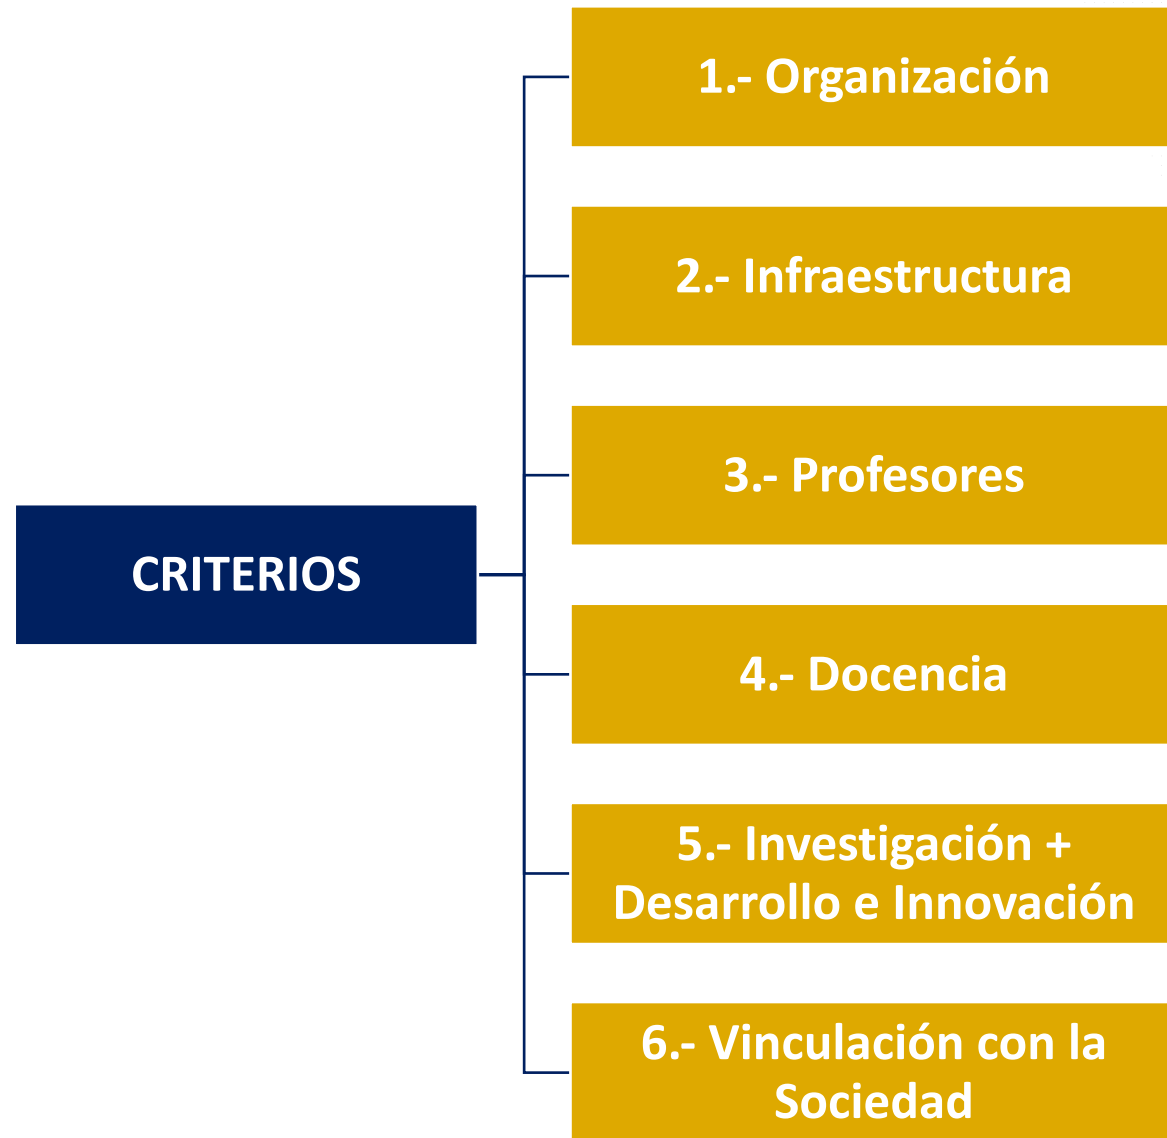 1.- Organización
2.- Infraestructura
3.- Profesores
CRITERIOS
4.- Docencia
5.- Investigación +
Desarrollo e Innovación
6.- Vinculación con la
Sociedad